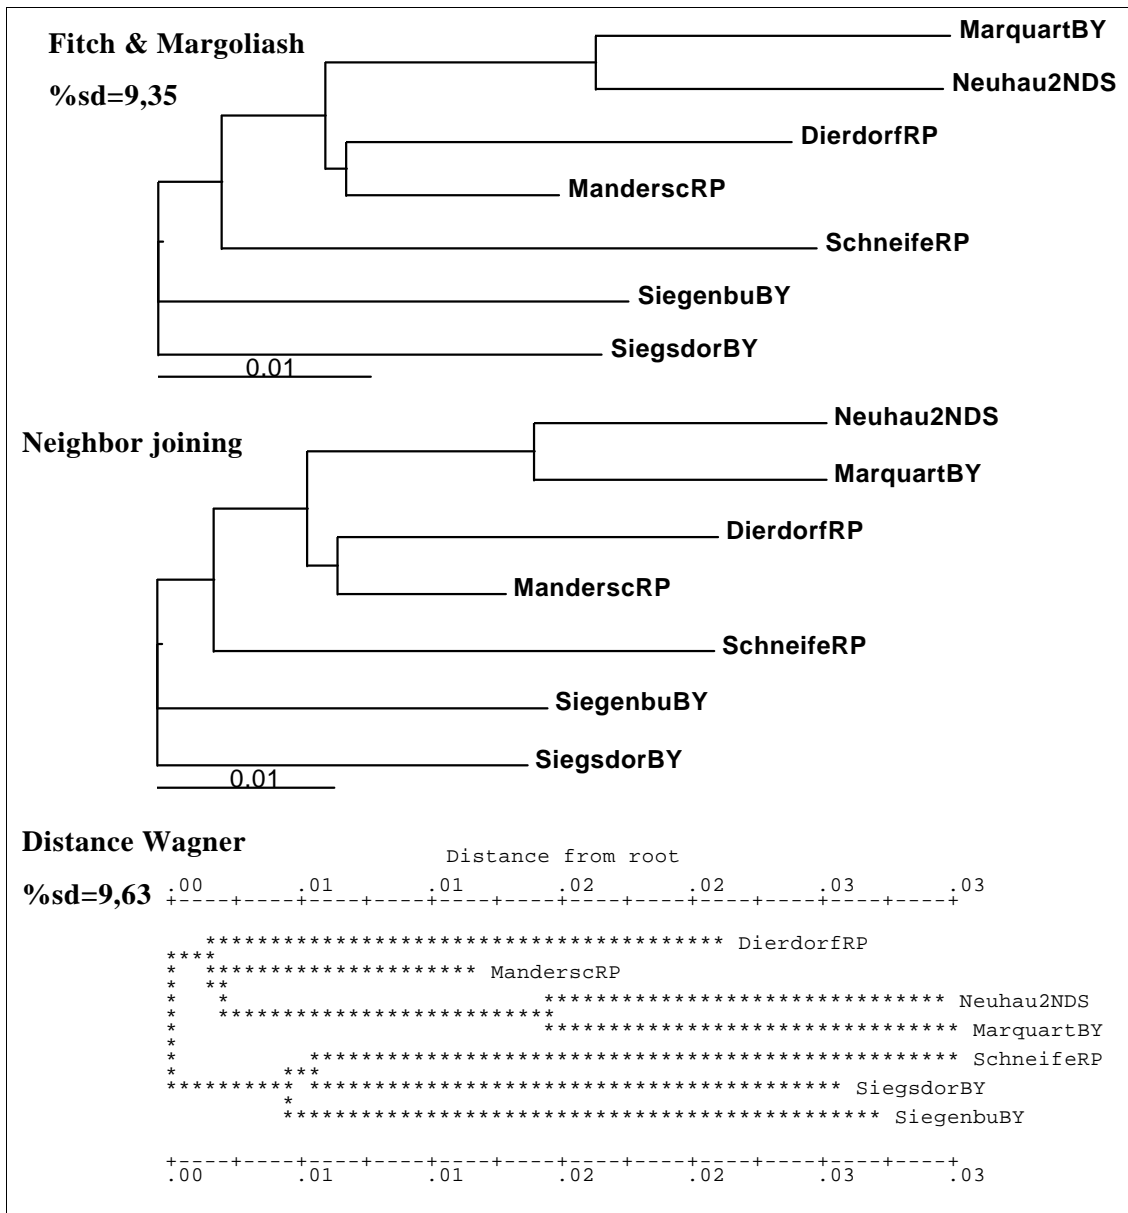 Fitch & Margoliash
%sd=9,35
MarquartBY
Neuhau2NDS
DierdorfRP
ManderscRP
SchneifeRP
SiegenbuBY
SiegsdorBY
0.01
Neighbor joining
Neuhau2NDS
MarquartBY
DierdorfRP
ManderscRP
SchneifeRP
SiegenbuBY
SiegsdorBY
0.01
Distance Wagner
%sd=9,63
Distance from root
.00 .01 .01 .02 .02 .03 .03
DierdorfRP
ManderscRP
Neuhau2NDS
MarquartBY
SchneifeRP
SiegsdorBY
SiegenbuBY
.00 .01 .01 .02 .02 .03 .03